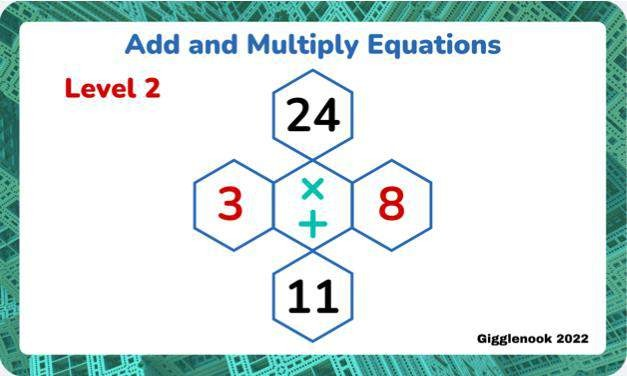 Add and Multiply Equations
Level 2
24
3 × 8
+
11
Gigglenook 2022